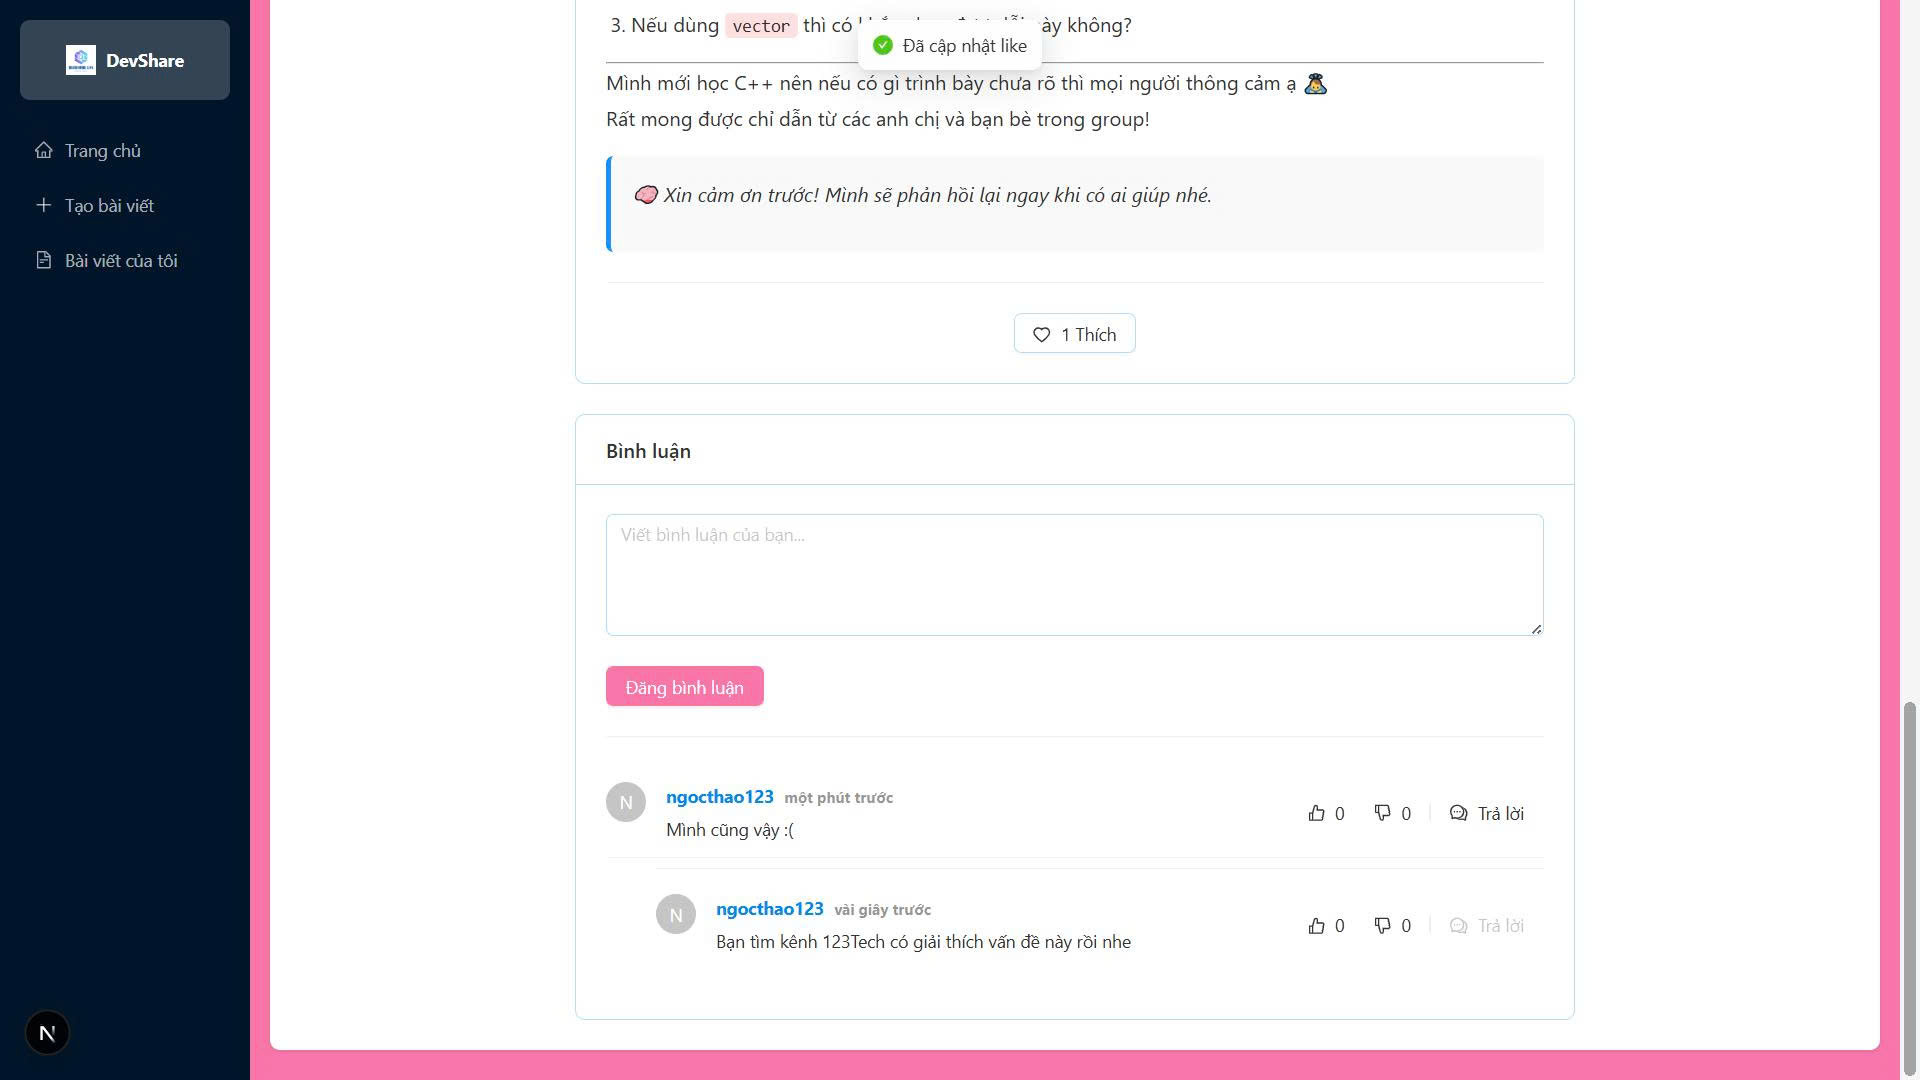 DevShare
Trang chủ
Tạo bài viết
Bài viết của tôi
3. Nếu dùng vector thì có ày không?
Đã cập nhật like
Mình mới học C++ nên nếu có gì trình bày chưa rõ thì mọi người thông cảm ạ 🙇
Rất mong được chỉ dẫn từ các anh chị và bạn bè trong group!
🧠 Xin cảm ơn trước! Mình sẽ phản hồi lại ngay khi có ai giúp nhé.
1 Thích
Bình luận
Viết bình luận của bạn...
Đăng bình luận
N ngocthao123 một phút trước
Mình cũng vậy :(
0 0 Trả lời
N ngocthao123 vài giây trước
Bạn tìm kênh 123Tech có giải thích vấn đề này rồi nhe
0 0 Trả lời
N